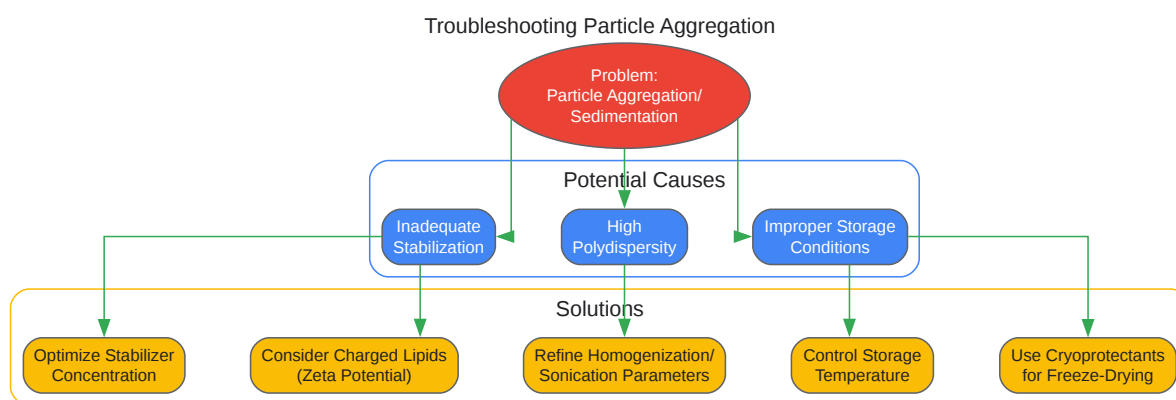 Troubleshooting Particle Aggregation
Problem:
Particle Aggregation/
Sedimentation
Potential Causes
Inadequate
Stabilization
High
Polydispersity
Improper Storage
Conditions
Solutions
Optimize Stabilizer
Concentration
Consider Charged Lipids
(Zeta Potential)
Refine Homogenization/
Sonication Parameters
Control Storage
Temperature
Use Cryoprotectants
for Freeze-Drying